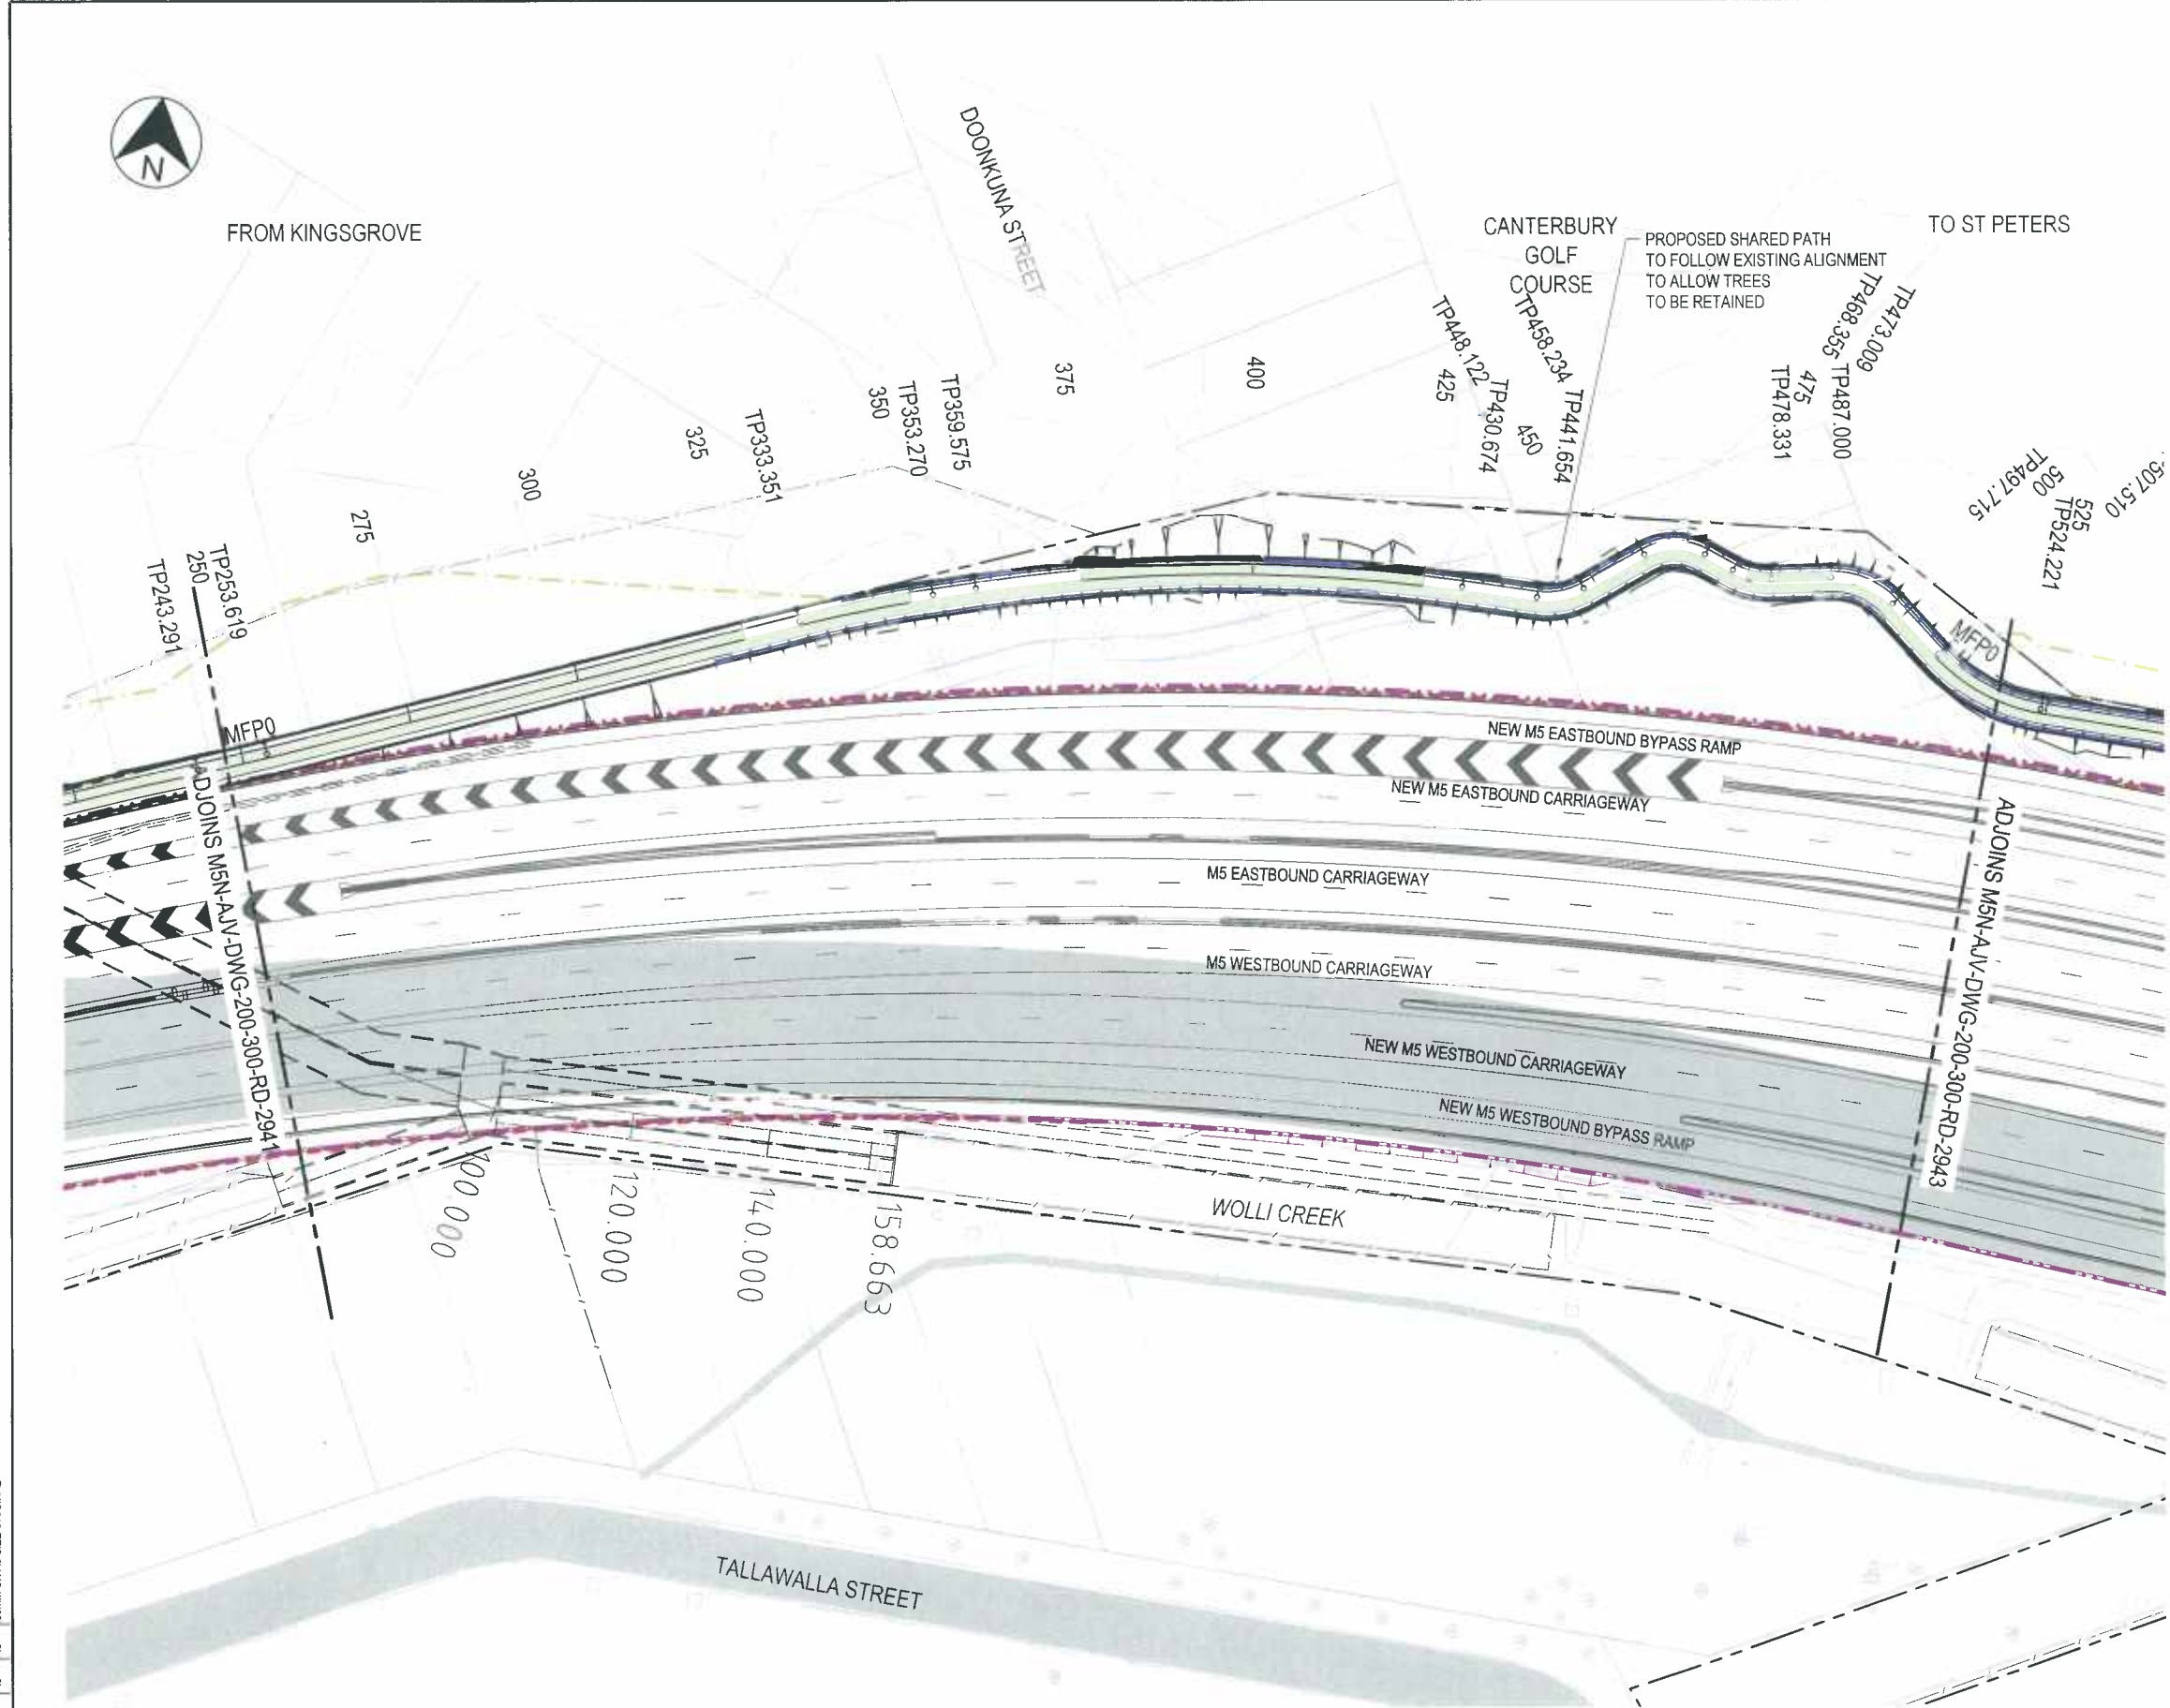 N
FROM KINGSGROVE
DOONKUNA STREET
CANTERBURY
GOLF
COURSE
PROPOSED SHARED PATH
TO FOLLOW EXISTING ALIGNMENT
TO ALLOW TREES
TO BE RETAINED
TO ST PETERS
TP243.291
250
TP253.619
275
300
325
TP333.351
350
TP353.270
TP359.575
375
400
425
TP448.122
TP430.674
450
TP458.234
TP441.654
TP468.355
TP473.009
475
TP478.331
TP487.000
TP497.715
500
507.510
525
TP524.221
MFP0
MFP0
NEW M5 EASTBOUND BYPASS RAMP
NEW M5 EASTBOUND CARRIAGEWAY
M5 EASTBOUND CARRIAGEWAY
M5 WESTBOUND CARRIAGEWAY
NEW M5 WESTBOUND CARRIAGEWAY
NEW M5 WESTBOUND BYPASS RAMP
ADJOINS M5N-AJV-DWG-200-300-RD-2941
ADJOINS M5N-AJV-DWG-200-300-RD-2943
100.000
120.000
140.000
158.663
WOLLI CREEK
TALLAWALLA STREET